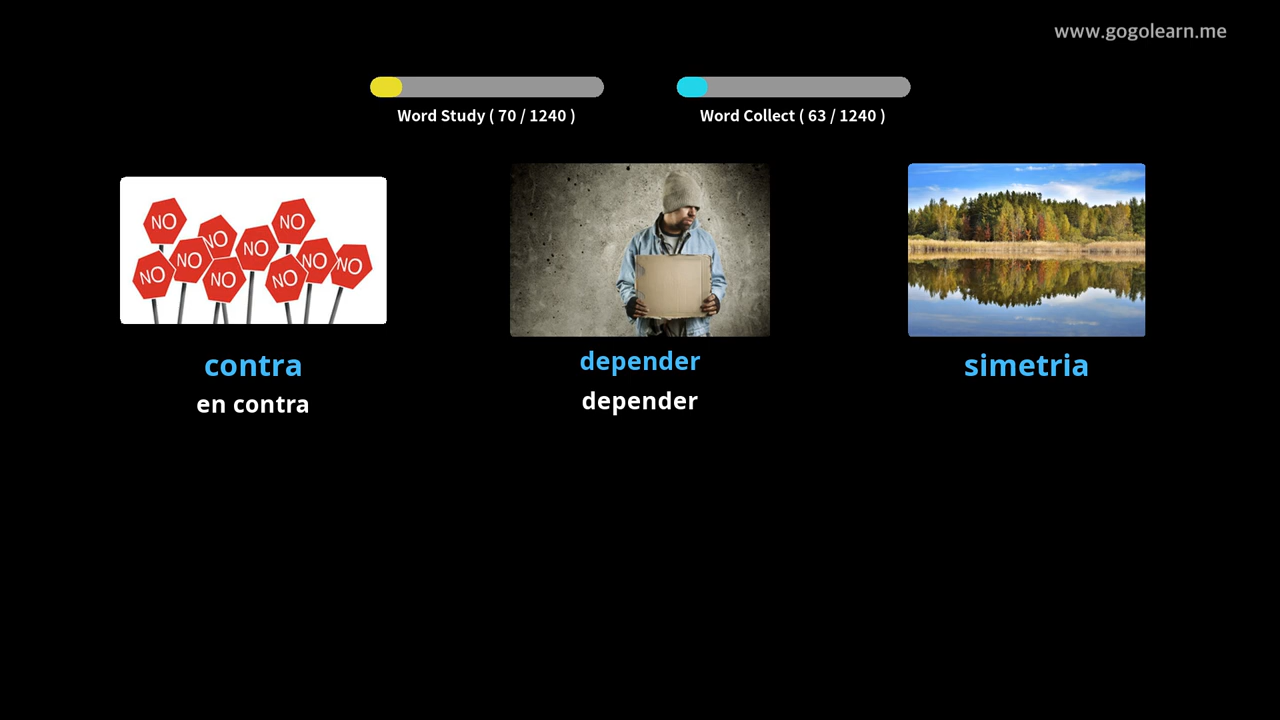 www.gogolearn.me
Word Study ( 70 / 1240 )
Word Collect ( 63 / 1240 )
NO
NO
NO
NO
NO
NO
NO
NO
NO
NO
contra
en contra
depender
depender
simetria